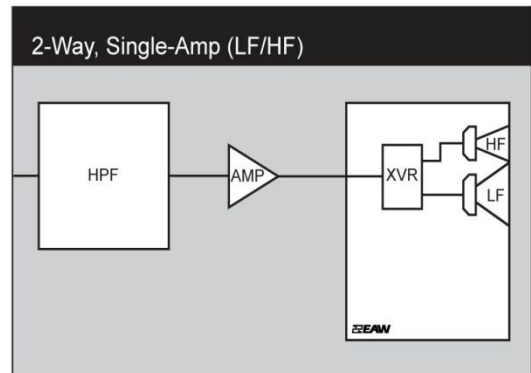 2-Way, Single-Amp (LF/HF)
HPF
AMP
XVR
HF
LF
EAW